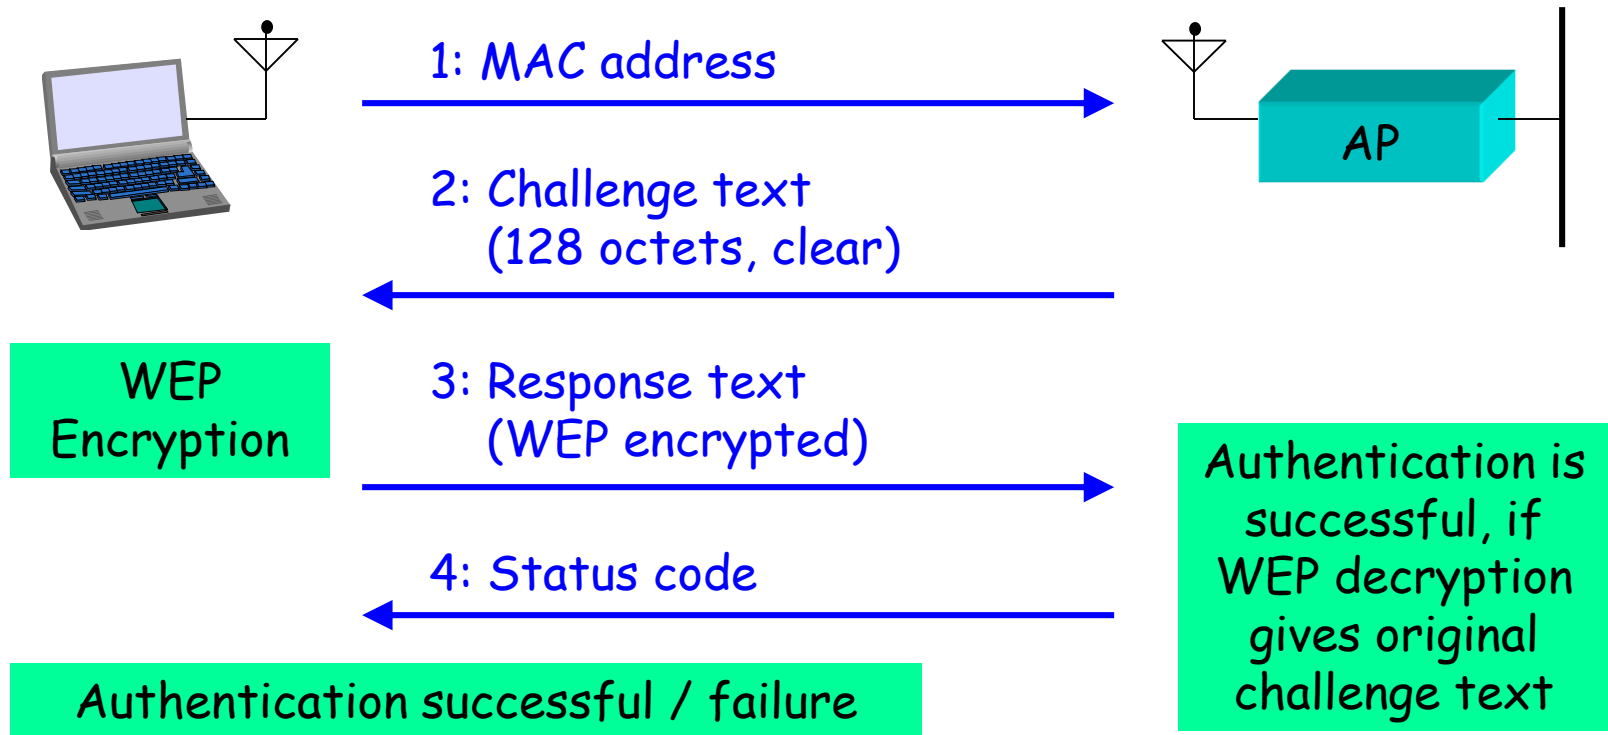 1: MAC address
AP
2: Challenge text
(128 octets, clear)
WEP
Encryption
3: Response text
(WEP encrypted)
4: Status code
Authentication is
successful, if
WEP decryption
gives original
challenge text
Authentication successful / failure